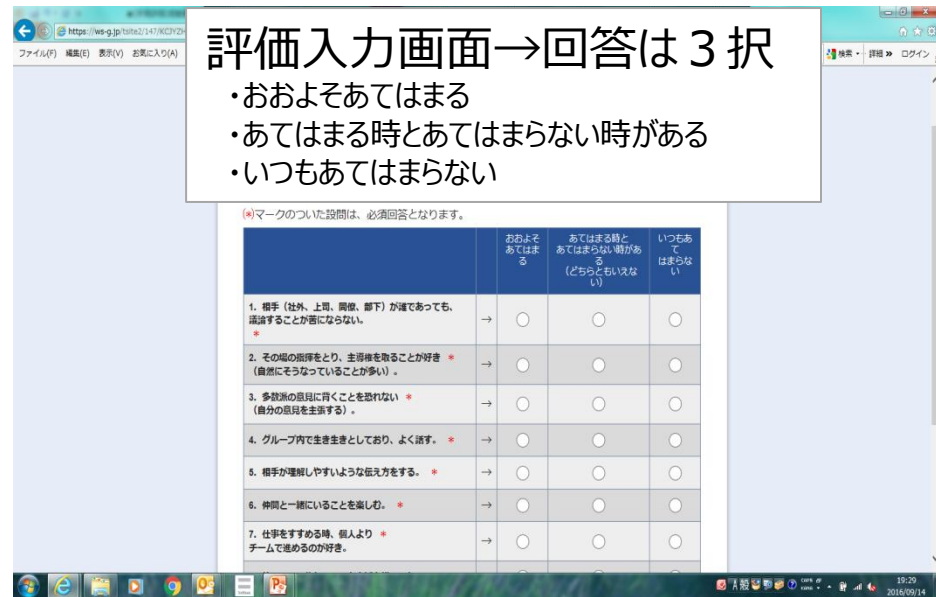 https://ws-g.jp/tsite2/147/KC3YZH
ファイル(F) 編集(E) 表示(V) お気に入り(A)
検索 詳細 » ログイン
評価入力画面→回答は３択
・おおよそあてはまる
・あてはまる時とあてはまらない時がある
・いつもあてはまらない
(*)マークのついた設問は、必須回答となります。
おおよそ
あてはま
る
あてはまる時と
あてはまらない時があ
る
(どちらともいえな
い)
いつもあ
て
はまらな
い
1. 相手（社外、上司、同僚、部下）が誰であっても、
議論することが苦にならない。
*
→
2. その場の指揮をとり、主導権を取ることが好き *
（自然にそうなっていることが多い）。
→
3. 多数派の意見に背くことを恐れない *
（自分の意見を主張する）。
→
4. グループ内で生き生きとしており、よく話す。 *
→
5. 相手が理解しやすいような伝え方をする。 *
→
6. 仲間と一緒にいることを楽しむ。 *
→
7. 仕事をすすめる時、個人より *
チームで進めるのが好き。
→
A 般
CAPS
KANA
19:29
2016/09/14